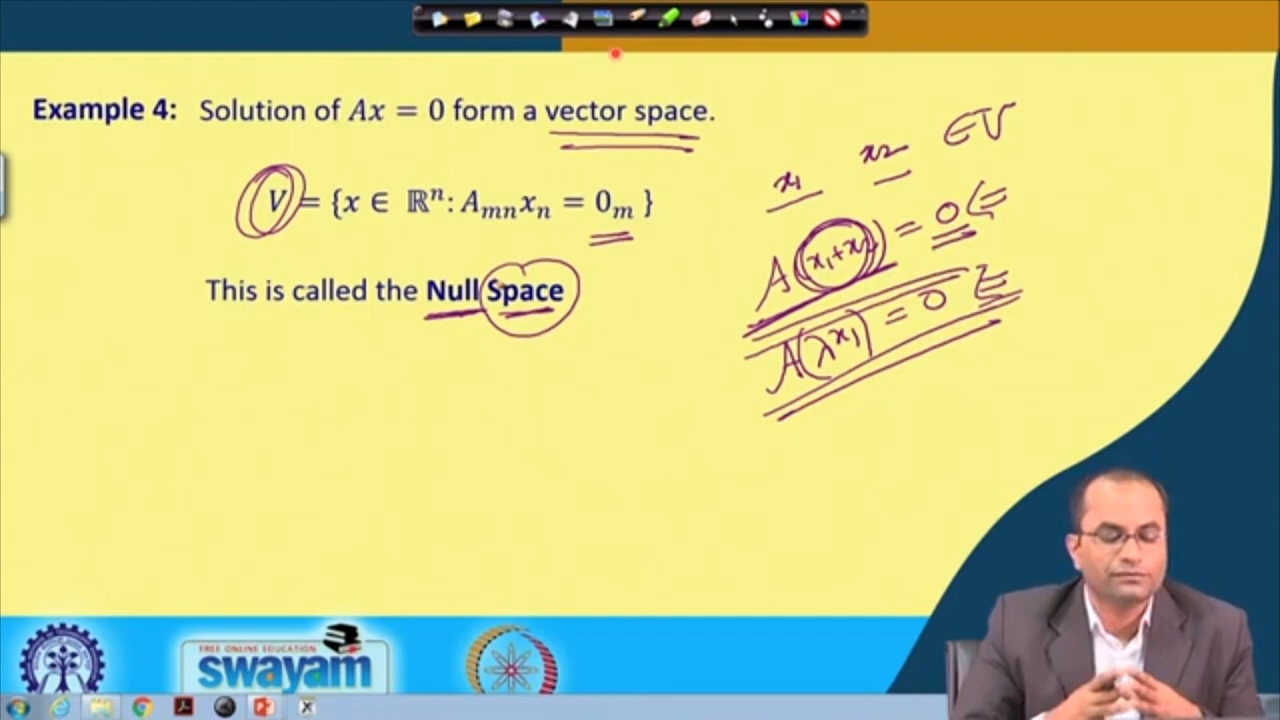 Example 4: Solution of Ax = 0 form a vector space.
V = {x ∈ ℝⁿ: Aₘₙxₙ = 0ₘ }
This is called the Null Space
x₁ x₂ ∈ V
A(x₁+x₂) = 0 ∈
A(λx₁) = 0 ∈
FREE ONLINE EDUCATION
swayam